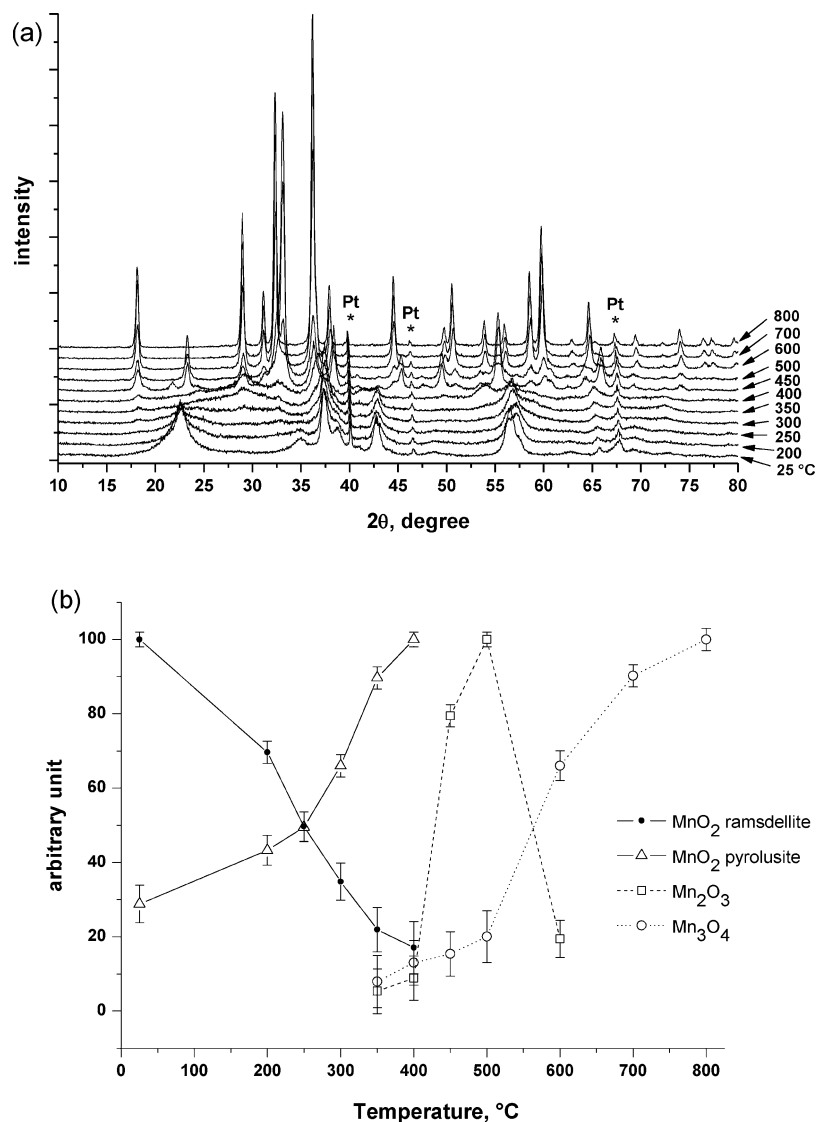 (a)
intensity
Pt
*
Pt
*
Pt
*
800
700
600
500
450
400
350
300
250
200
25 °C
10 15 20 25 30 35 40 45 50 55 60 65 70 75 80
2θ, degree
(b)
arbitrary unit
100
80
60
40
20
0
MnO2 ramsdellite
MnO2 pyrolusite
Mn2O3
Mn3O4
0 100 200 300 400 500 600 700 800
Temperature, °C